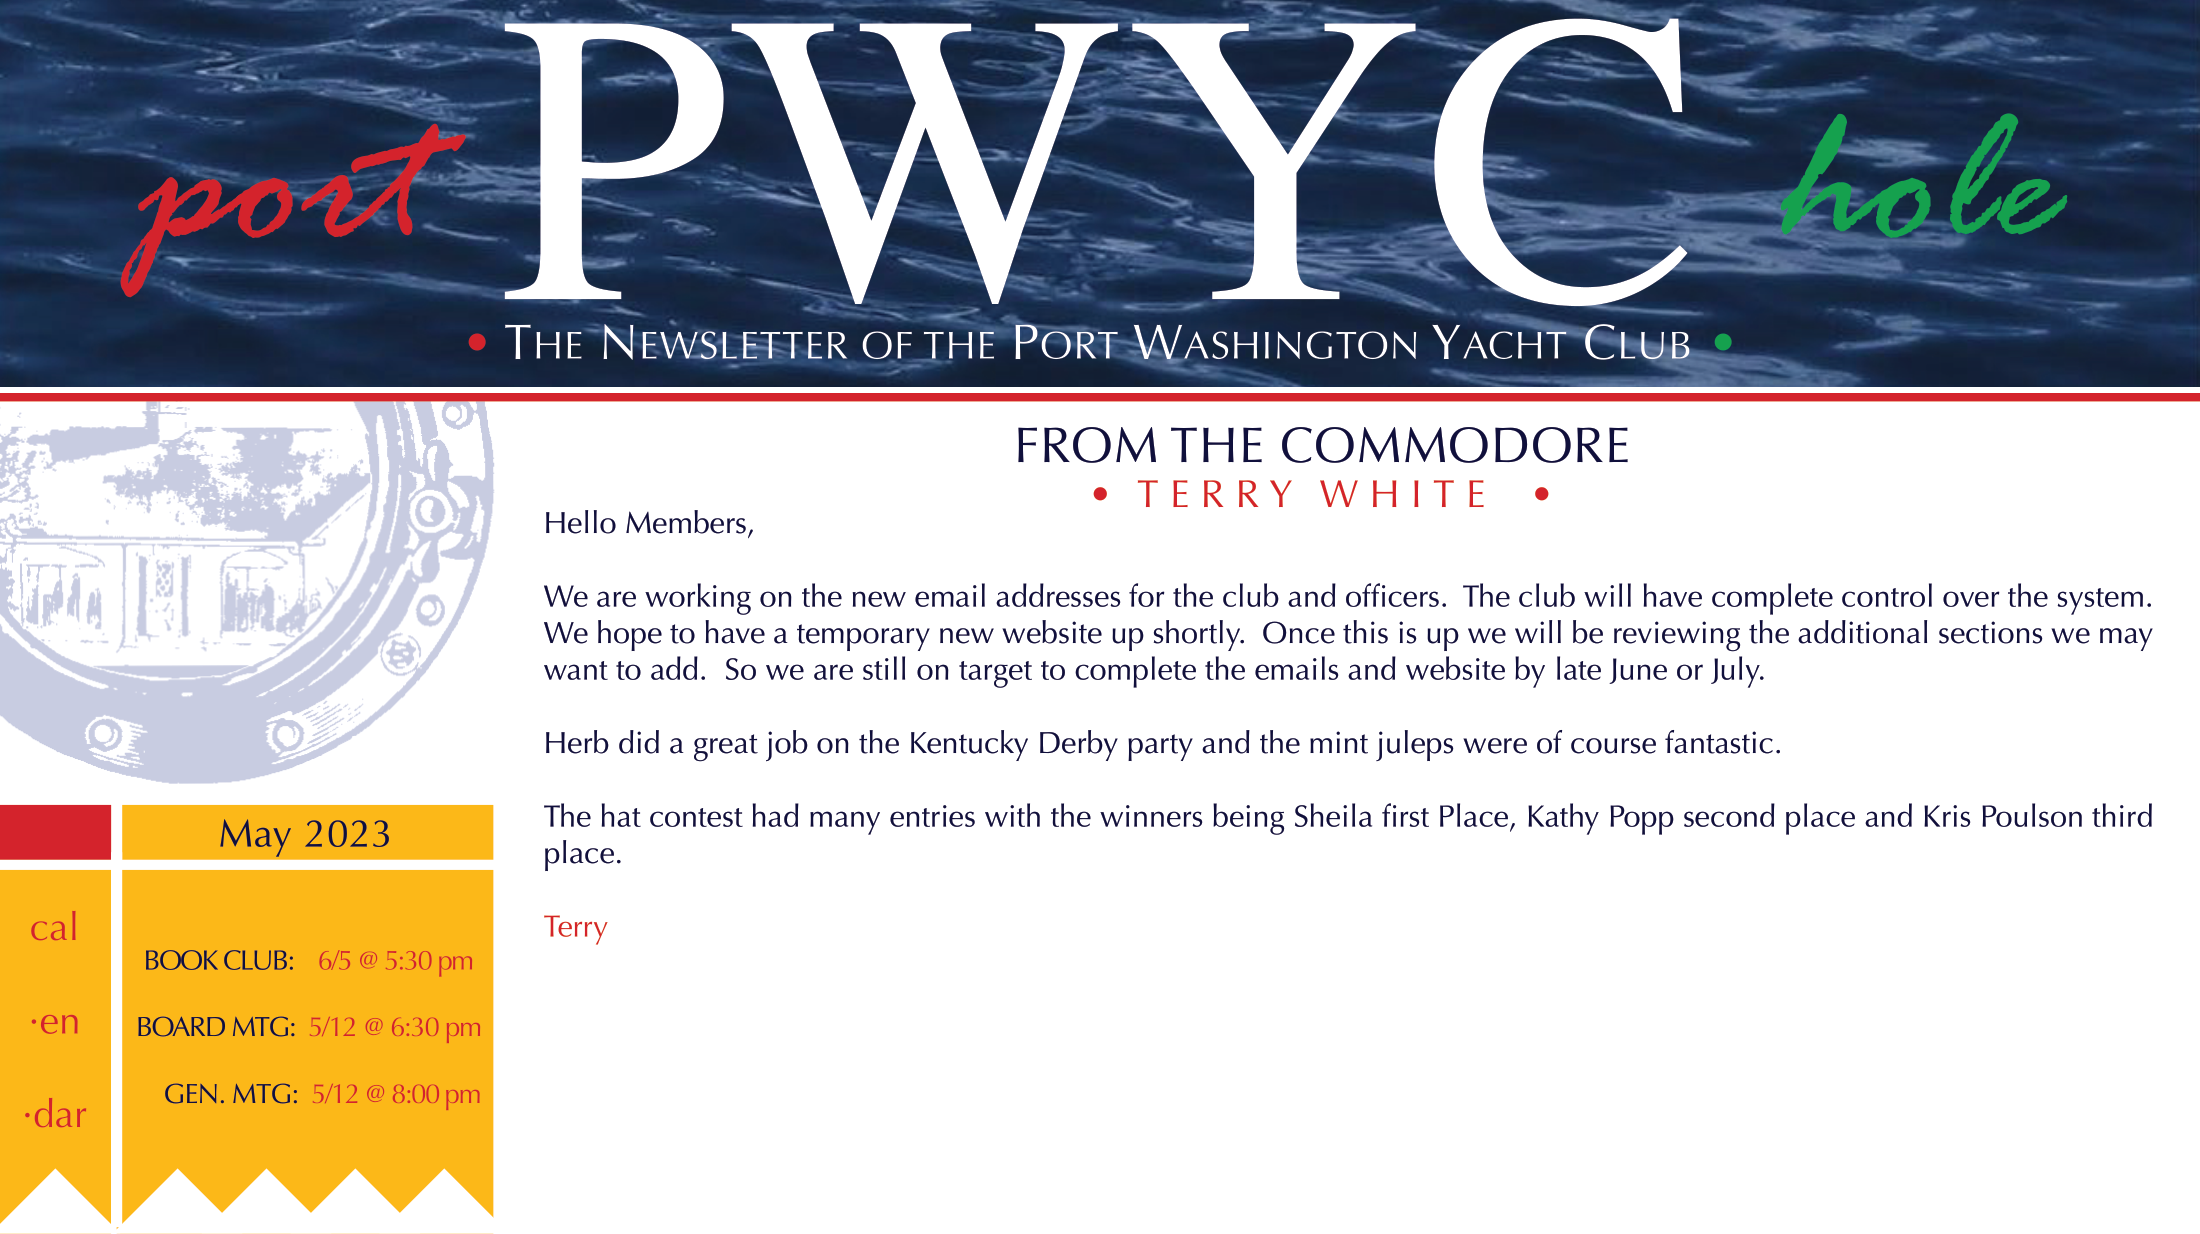 port PWYC hole
• THE NEWSLETTER OF THE PORT WASHINGTON YACHT CLUB •
FROM THE COMMODORE
• TERRY WHITE •
Hello Members,
We are working on the new email addresses for the club and officers.  The club will have complete control over the system.
We hope to have a temporary new website up shortly.  Once this is up we will be reviewing the additional sections we may
want to add.  So we are still on target to complete the emails and website by late June or July.
Herb did a great job on the Kentucky Derby party and the mint juleps were of course fantastic.
The hat contest had many entries with the winners being Sheila first Place, Kathy Popp second place and Kris Poulson third
place.
Terry
May 2023
cal
·en
·dar
BOOK CLUB: 6/5 @ 5:30 pm
BOARD MTG: 5/12 @ 6:30 pm
GEN. MTG: 5/12 @ 8:00 pm